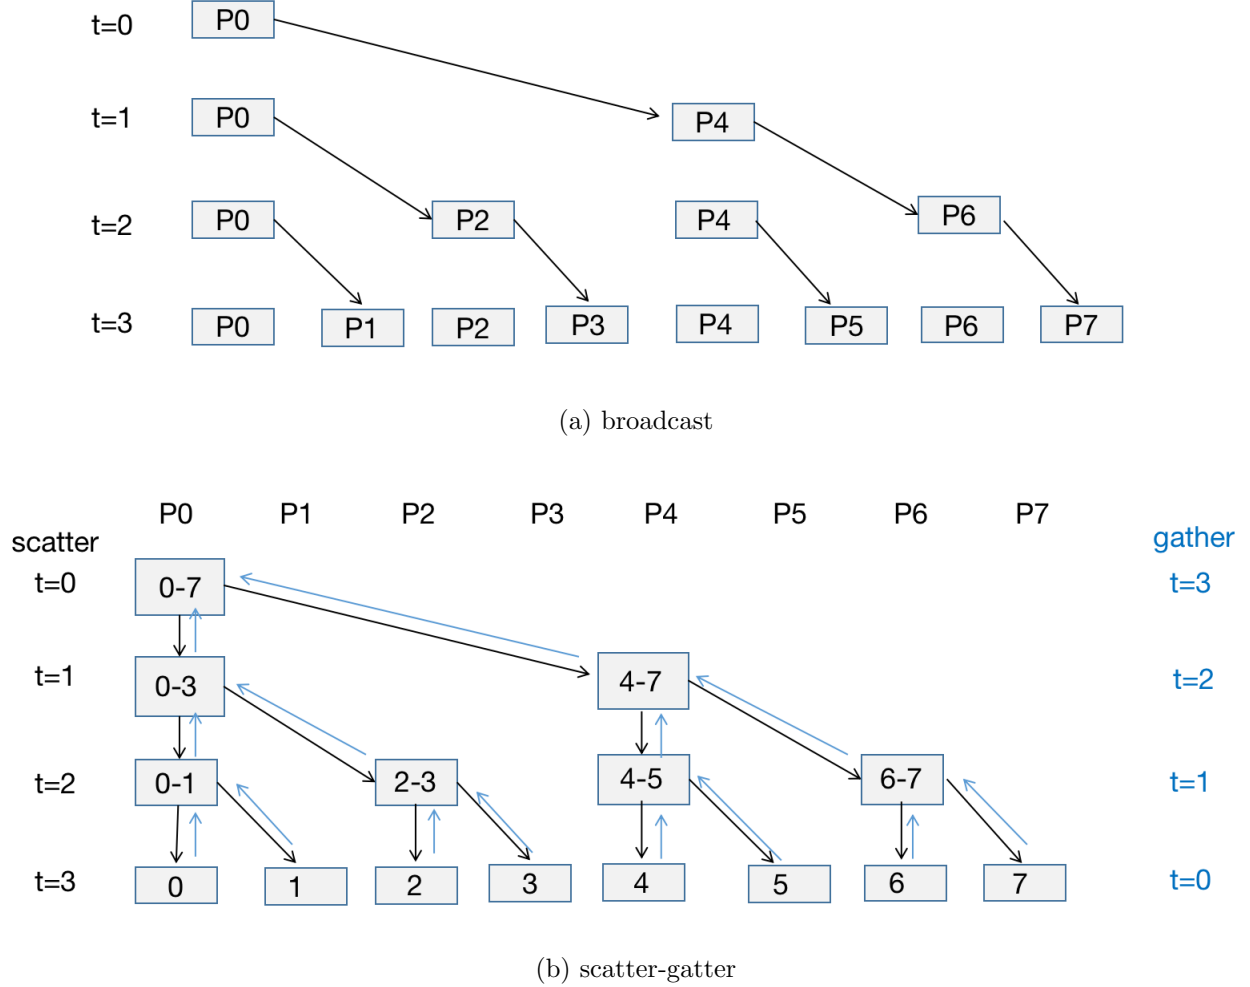 t=0 P0
t=1 P0 P4
t=2 P0 P2 P4 P6
t=3 P0 P1 P2 P3 P4 P5 P6 P7
(a) broadcast
P0 P1 P2 P3 P4 P5 P6 P7
scatter gather
t=0 0-7 t=3
t=1 0-3 4-7 t=2
t=2 0-1 2-3 4-5 6-7 t=1
t=3 0 1 2 3 4 5 6 7 t=0
(b) scatter-gatter